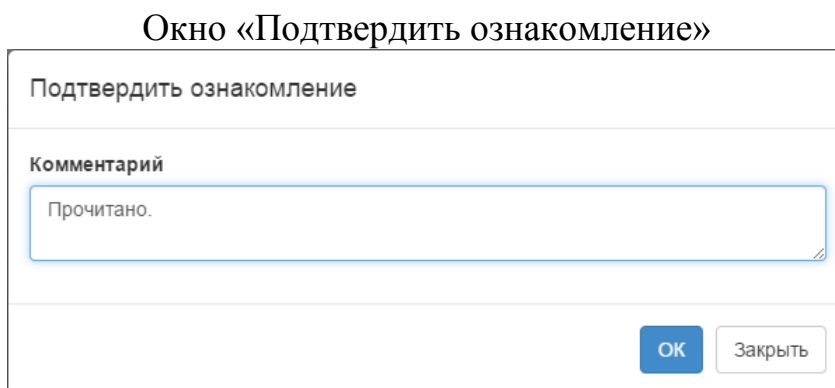 Окно «Подтвердить ознакомление»
Подтвердить ознакомление
Комментарий
Прочитано.
ОК Закрыть